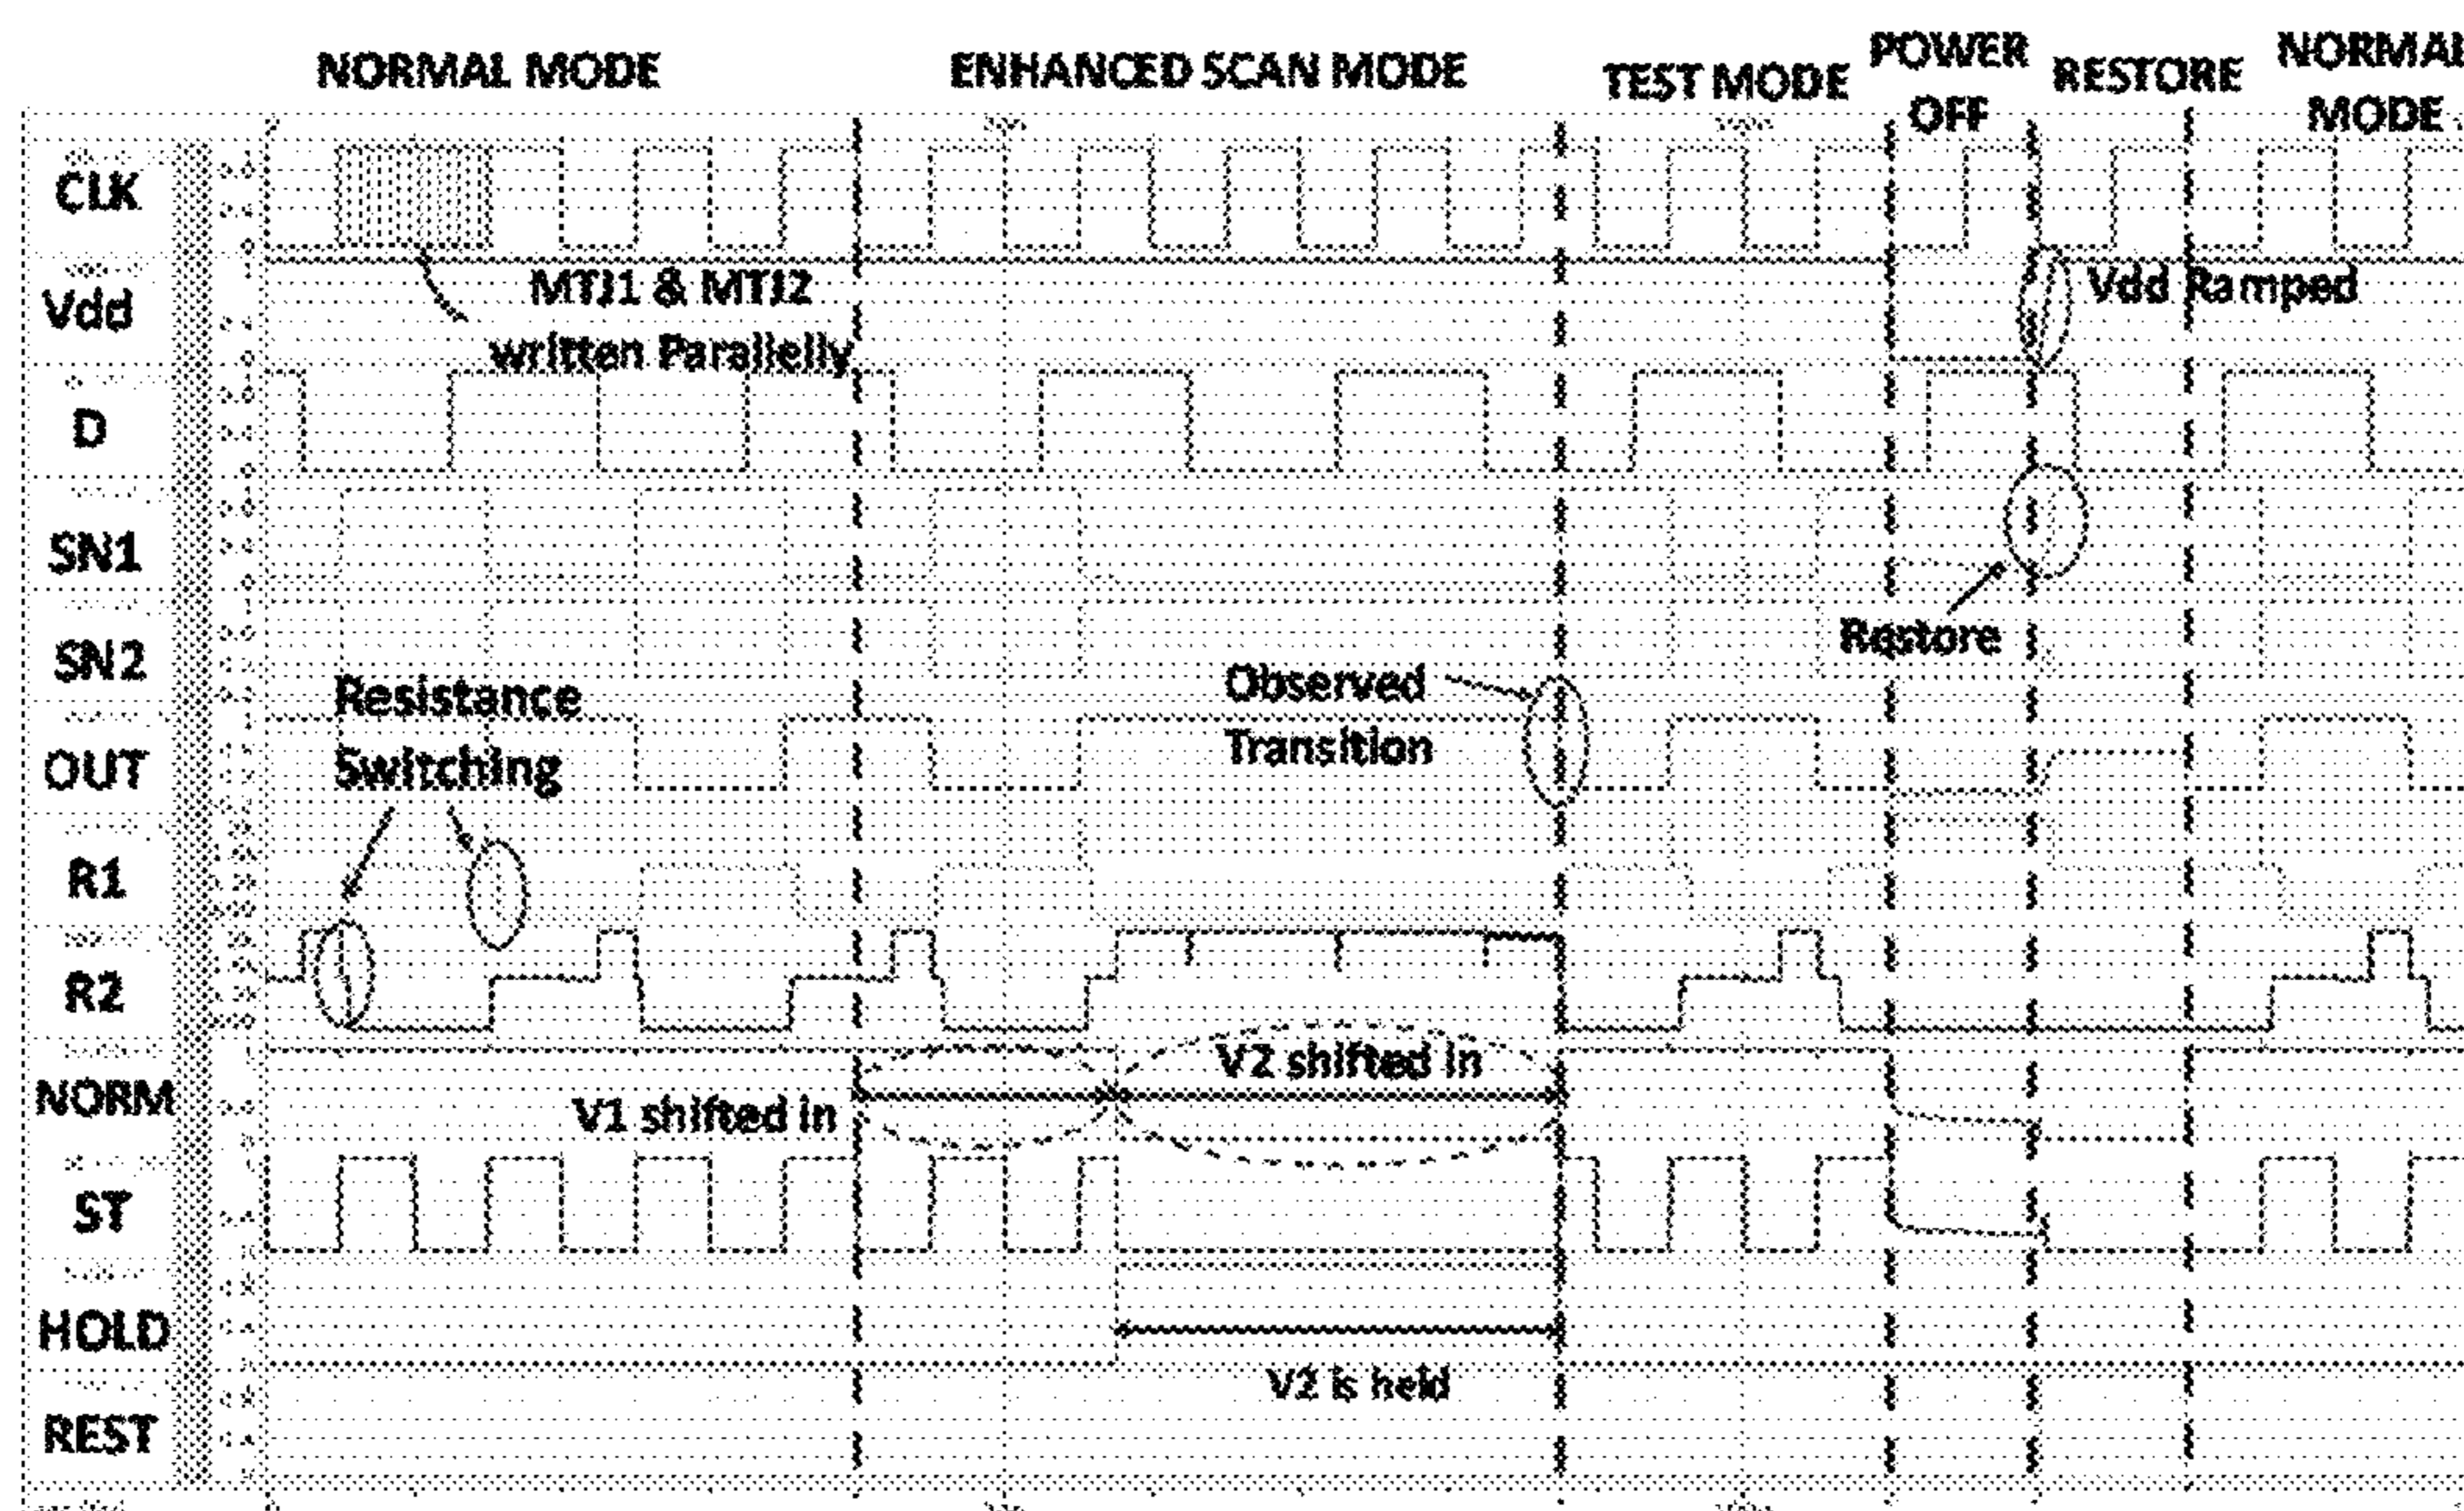 NORMAL MODE
ENHANCED SCAN MODE
TEST MODE
POWER
OFF
RESTORE
NORMAL
MODE
CLK
Vdd
MTJ1 & MTJ2
written Parallelly
Vdd Ramped
D
SN1
SN2
Restore
Resistance
Switching
Observed
Transition
OUT
R1
R2
NORM
V1 shifted in
V2 shifted in
ST
HOLD
V2 is held
REST